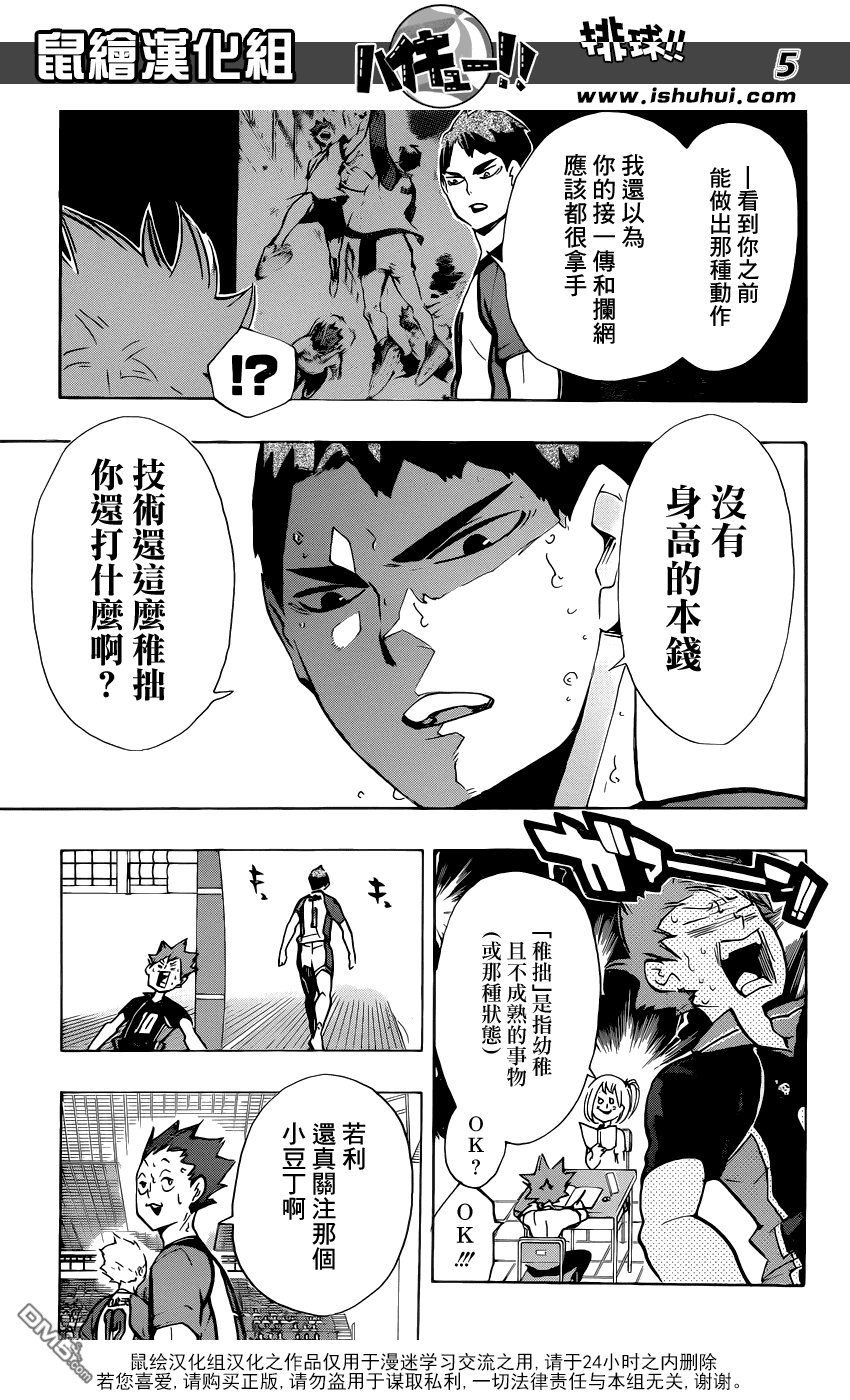 鼠繪漢化組
ハイキュー!!
排球!!
5
www.ishuhui.com
—看到你之前
能做出那種動作
我還以為
你的接一傳和攔網
應該都很拿手
!?
沒有
身高的本錢
技術還這麼稚拙
你還打什麼啊？
ガーーン!!
「稚拙」是指幼稚
且不成熟的事物
(或那種狀態)
OK?
OK!!!
キュ
キュ
若利
還真關注那個
小豆丁啊
鼠绘汉化组汉化之作品仅用于漫迷学习交流之用, 请于24小时之内删除
若您喜爱, 请购买正版, 请勿盗用于谋取私利, 一切法律责任与本组无关, 谢谢。